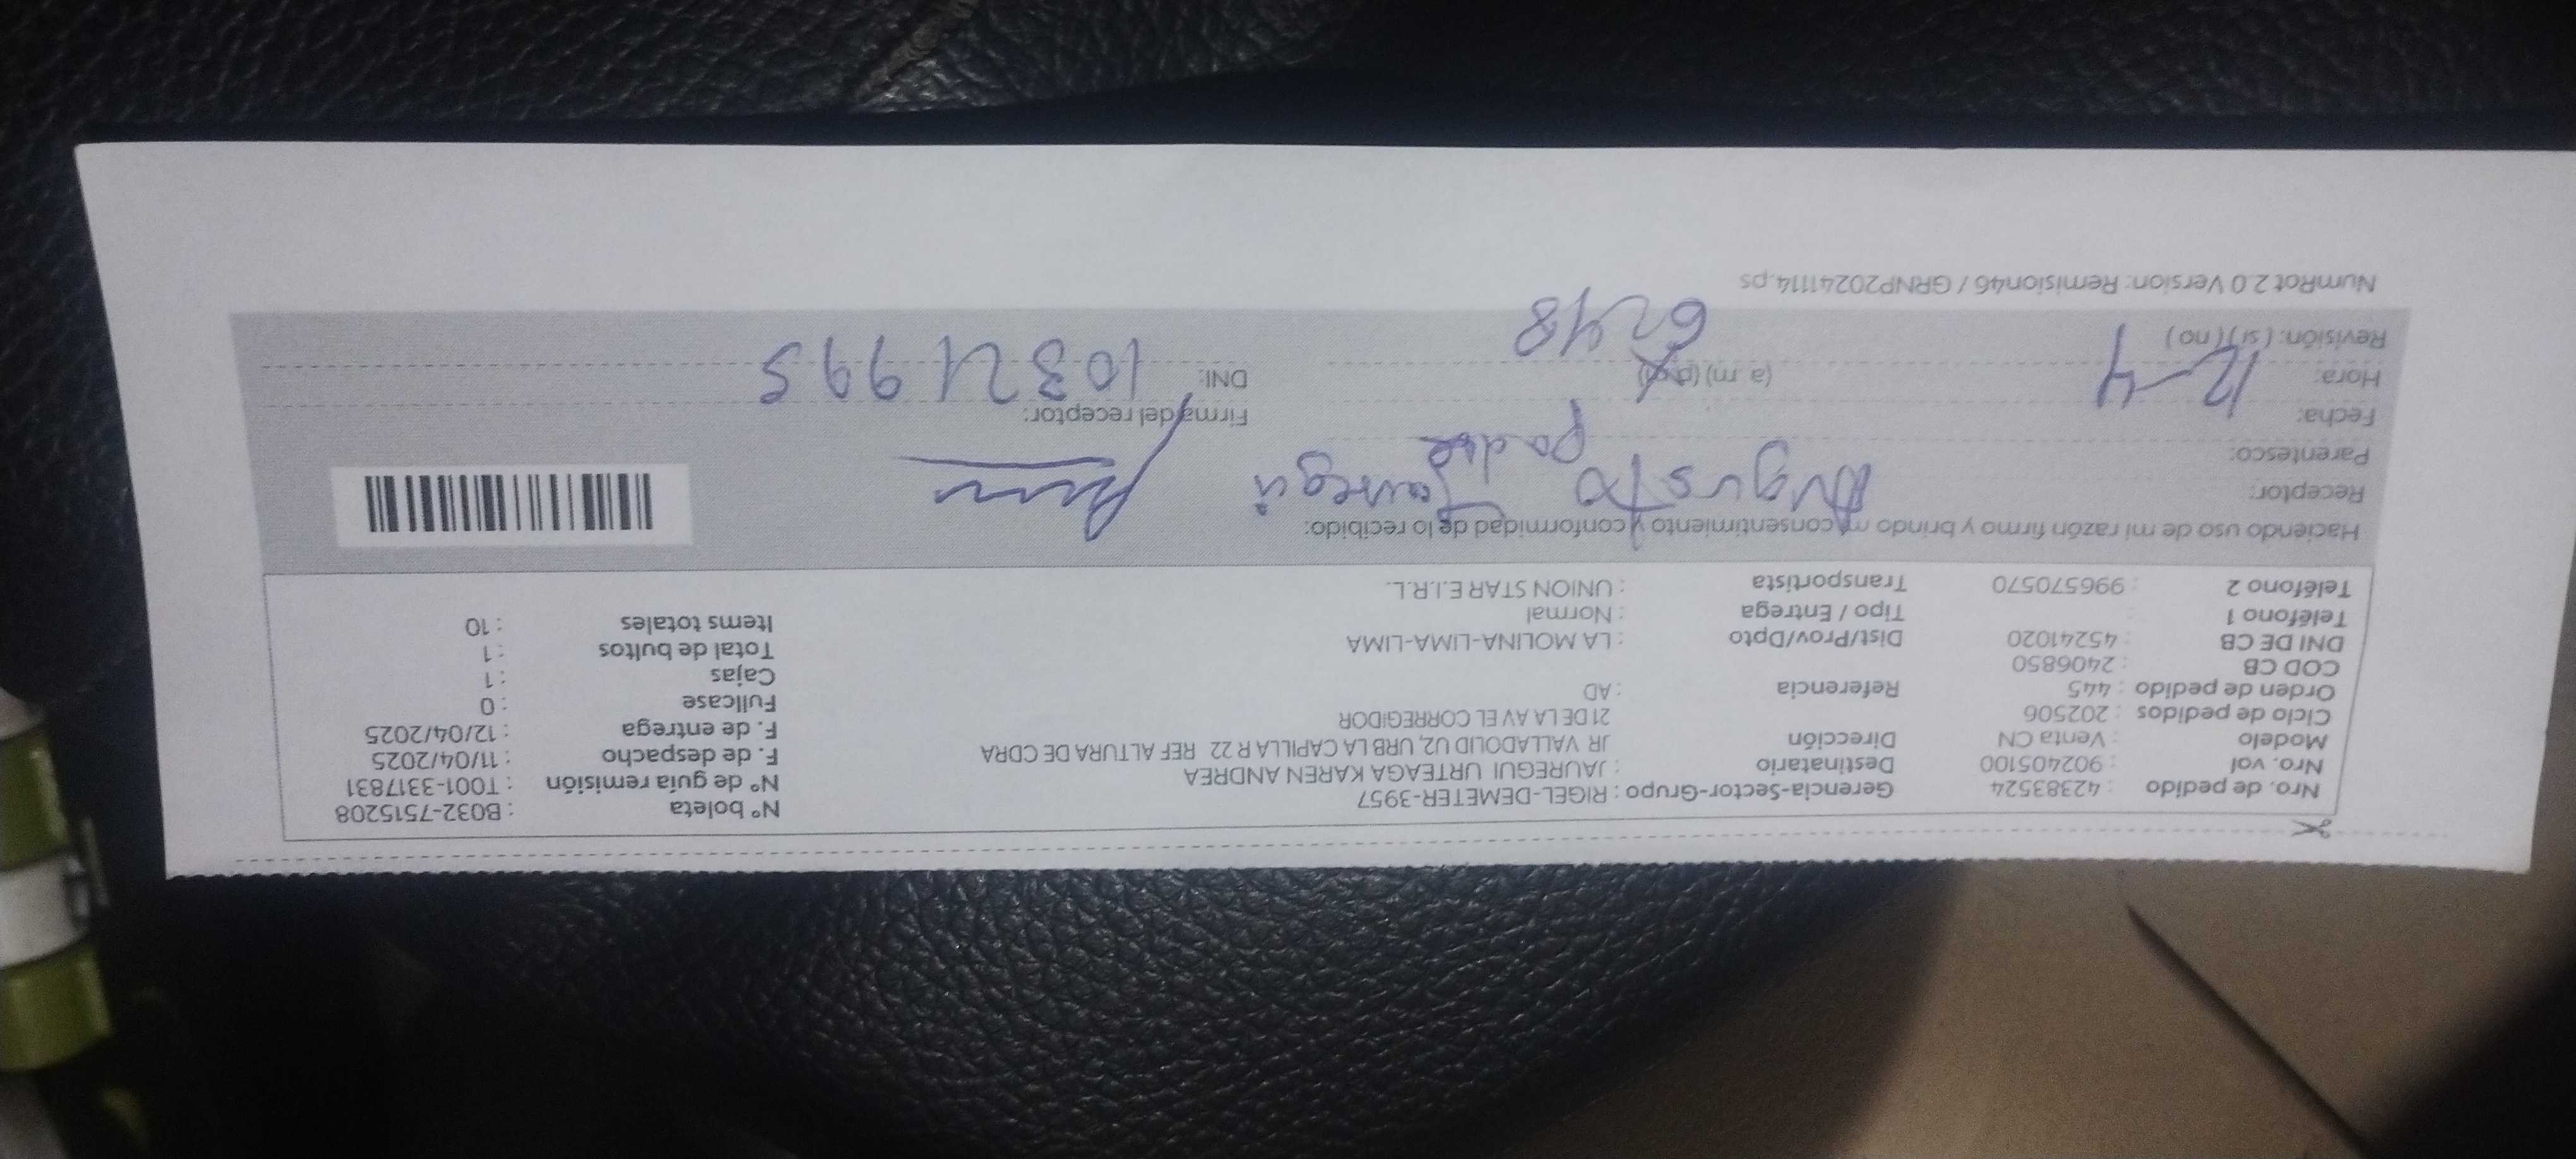 Nro. de pedido : 42383524 Gerencia-Sector-Grupo : RIGEL-DEMETER-3957 N° boleta : B032-7515208
Nro. vol : 902405100 Destinatario : JAUREGUI URTEAGA KAREN ANDREA N° de guía remisión : T001-3317831
Modelo : Venta CN Dirección JR VALLADOLID U2, URB LA CAPILLA R 22 REF ALTURA DE CDRA F. de despacho : 11/04/2025
Ciclo de pedidos : 202506 21 DE LA AV EL CORREGIDOR F. de entrega : 12/04/2025
Orden de pedido : 445 Referencia : AD Fullcase : 0
COD CB : 2406850 Cajas : 1
DNI DE CB : 45241020 Dist/Prov/Dpto : LA MOLINA-LIMA-LIMA Total de bultos : 1
Teléfono 1 : Tipo / Entrega : Normal Items totales : 10
Teléfono 2 : 996570570 Transportista : UNION STAR E.I.R.L.
Haciendo uso de mi razón firmo y brindo mi consentimiento y conformidad de lo recibido:
Receptor: Augusto Jauregui
Parentesco: padre
Fecha: 12-4 Firma del receptor:
Hora: 6:48 (a m) (p m) DNI: 10321995
Revisión: ( si ) ( no )
NumRot 2.0 Version: Remision46 / GRNP20241114.ps